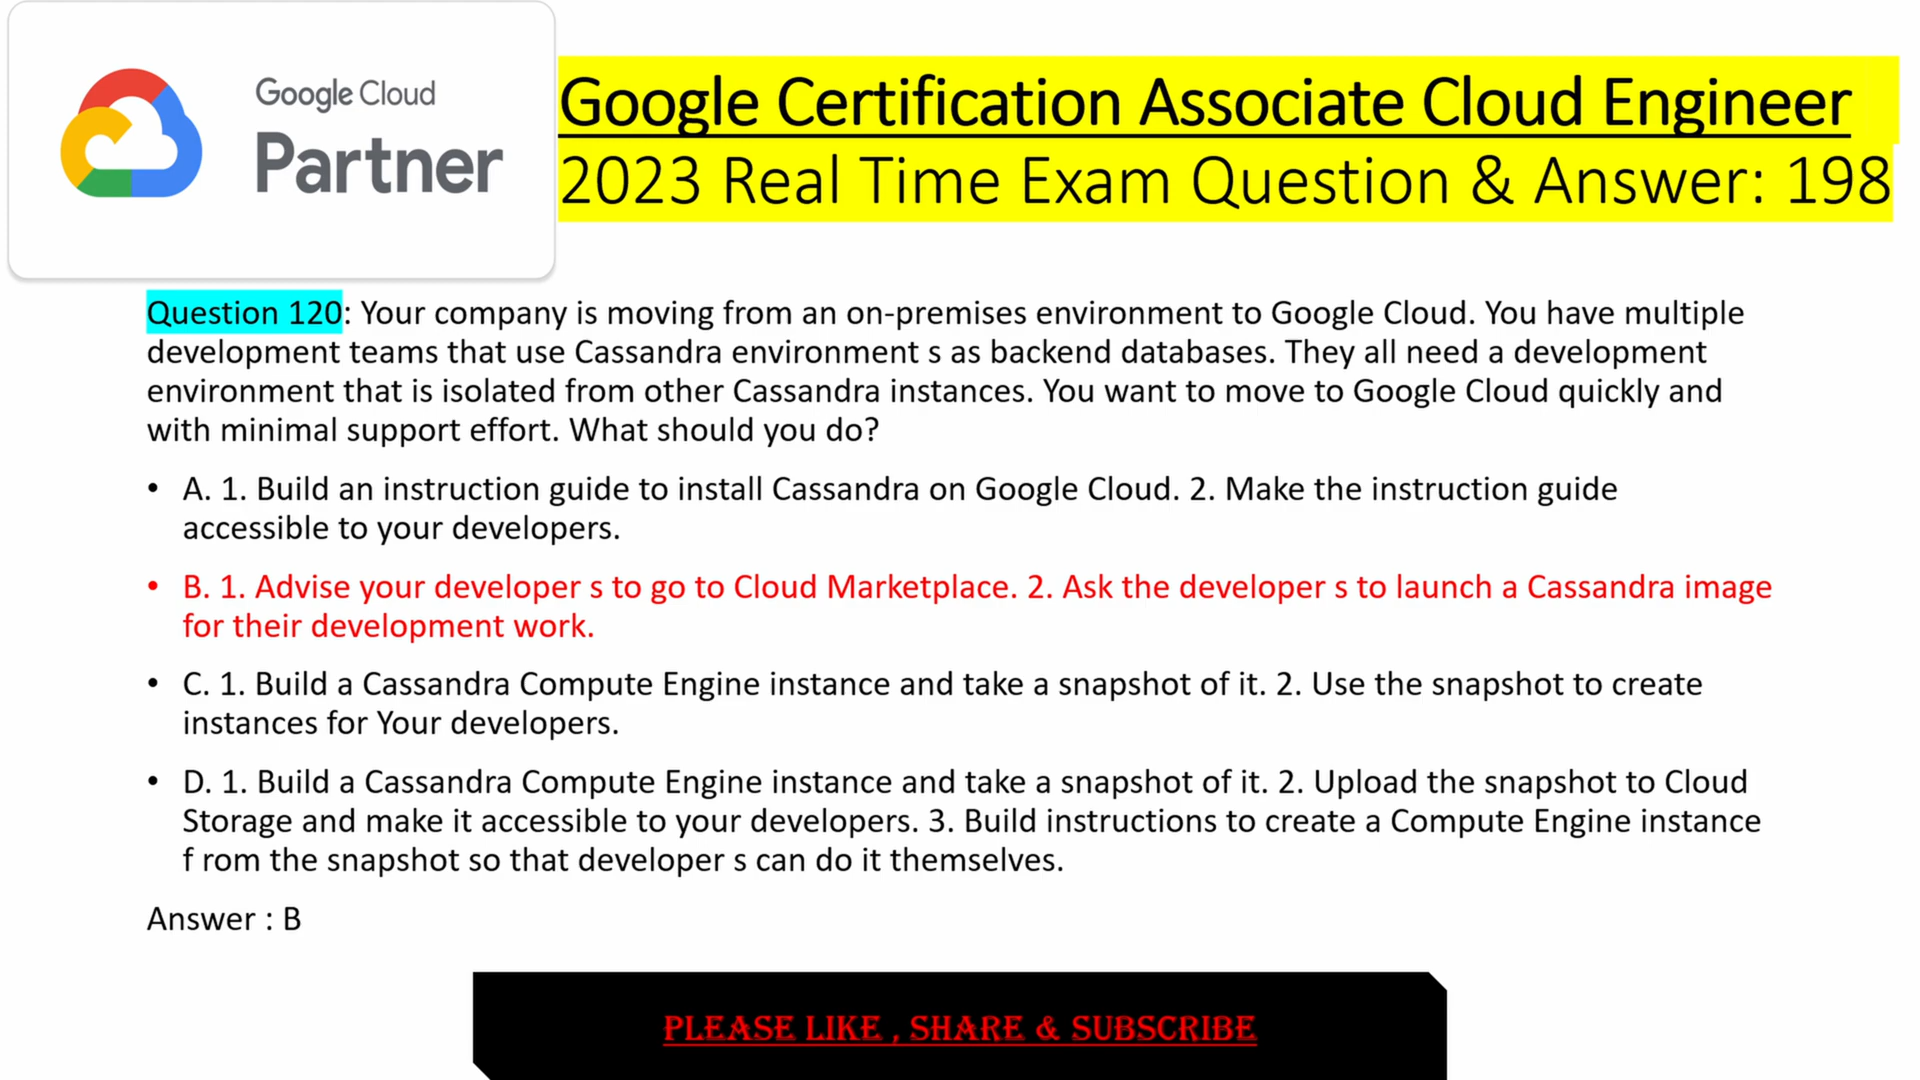 Google Cloud
Partner
Google Certification Associate Cloud Engineer
2023 Real Time Exam Question & Answer: 198
Question 120: Your company is moving from an on-premises environment to Google Cloud. You have multiple
development teams that use Cassandra environment s as backend databases. They all need a development
environment that is isolated from other Cassandra instances. You want to move to Google Cloud quickly and
with minimal support effort. What should you do?
• A. 1. Build an instruction guide to install Cassandra on Google Cloud. 2. Make the instruction guide
accessible to your developers.
• B. 1. Advise your developer s to go to Cloud Marketplace. 2. Ask the developer s to launch a Cassandra image
for their development work.
• C. 1. Build a Cassandra Compute Engine instance and take a snapshot of it. 2. Use the snapshot to create
instances for Your developers.
• D. 1. Build a Cassandra Compute Engine instance and take a snapshot of it. 2. Upload the snapshot to Cloud
Storage and make it accessible to your developers. 3. Build instructions to create a Compute Engine instance
f rom the snapshot so that developer s can do it themselves.
Answer : B
PLEASE LIKE , SHARE & SUBSCRIBE